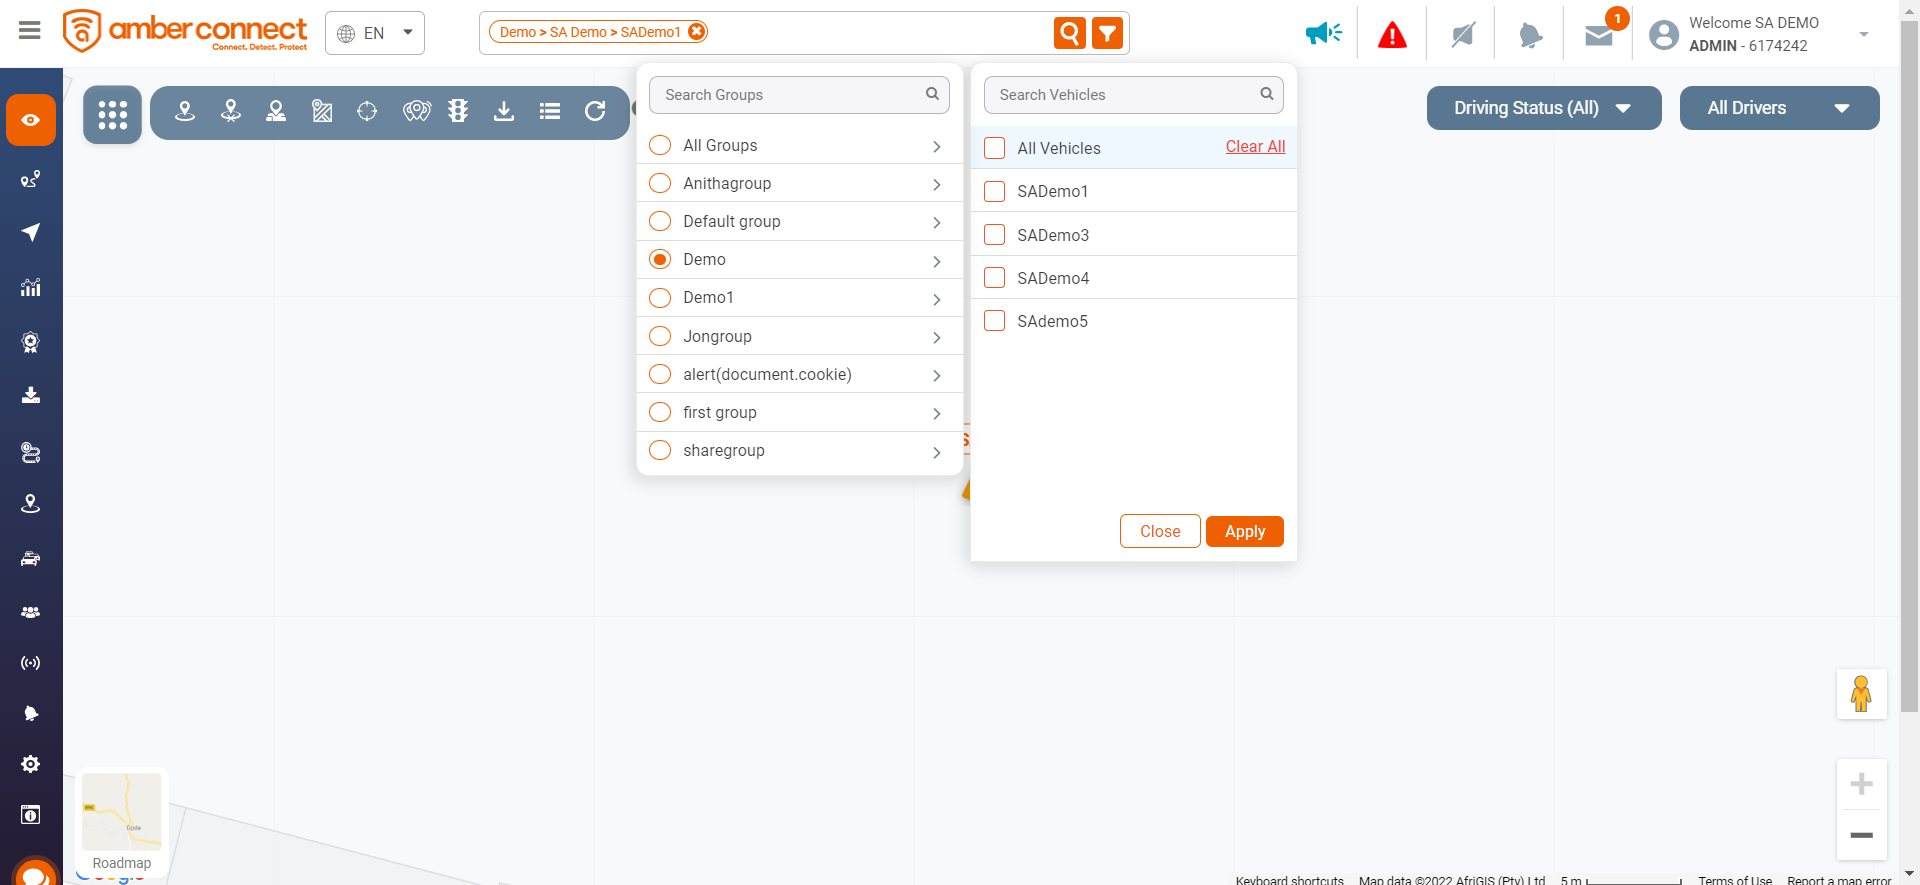 amber connect
Connect. Detect. Protect
EN
Demo > SA Demo > SADemo1
1
Welcome SA DEMO
ADMIN - 6174242
Search Groups
All Groups
Anithagroup
Default group
Demo
Demo1
Jongroup
alert(document.cookie)
first group
sharegroup
Search Vehicles
All Vehicles
Clear All
SADemo1
SADemo3
SADemo4
SAdemo5
Close
Apply
Driving Status (All)
All Drivers
Gode
Roadmap
Google
Keyboard shortcuts
Map data ©2022 AfriGIS (Pty) Ltd
5 m
Terms of Use
Report a map error